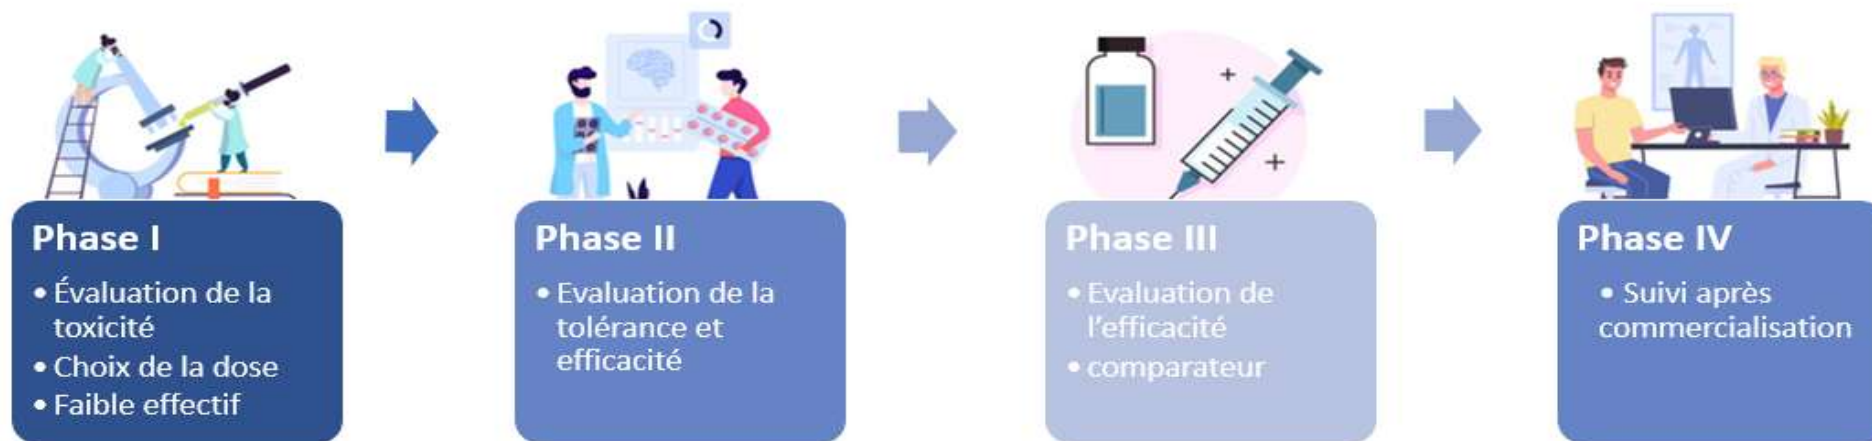 Phase I
• Évaluation de la
toxicité
• Choix de la dose
• Faible effectif
Phase II
• Evaluation de la
tolérance et
efficacité
Phase III
• Evaluation de
l’efficacité
• comparateur
Phase IV
• Suivi après
commercialisation